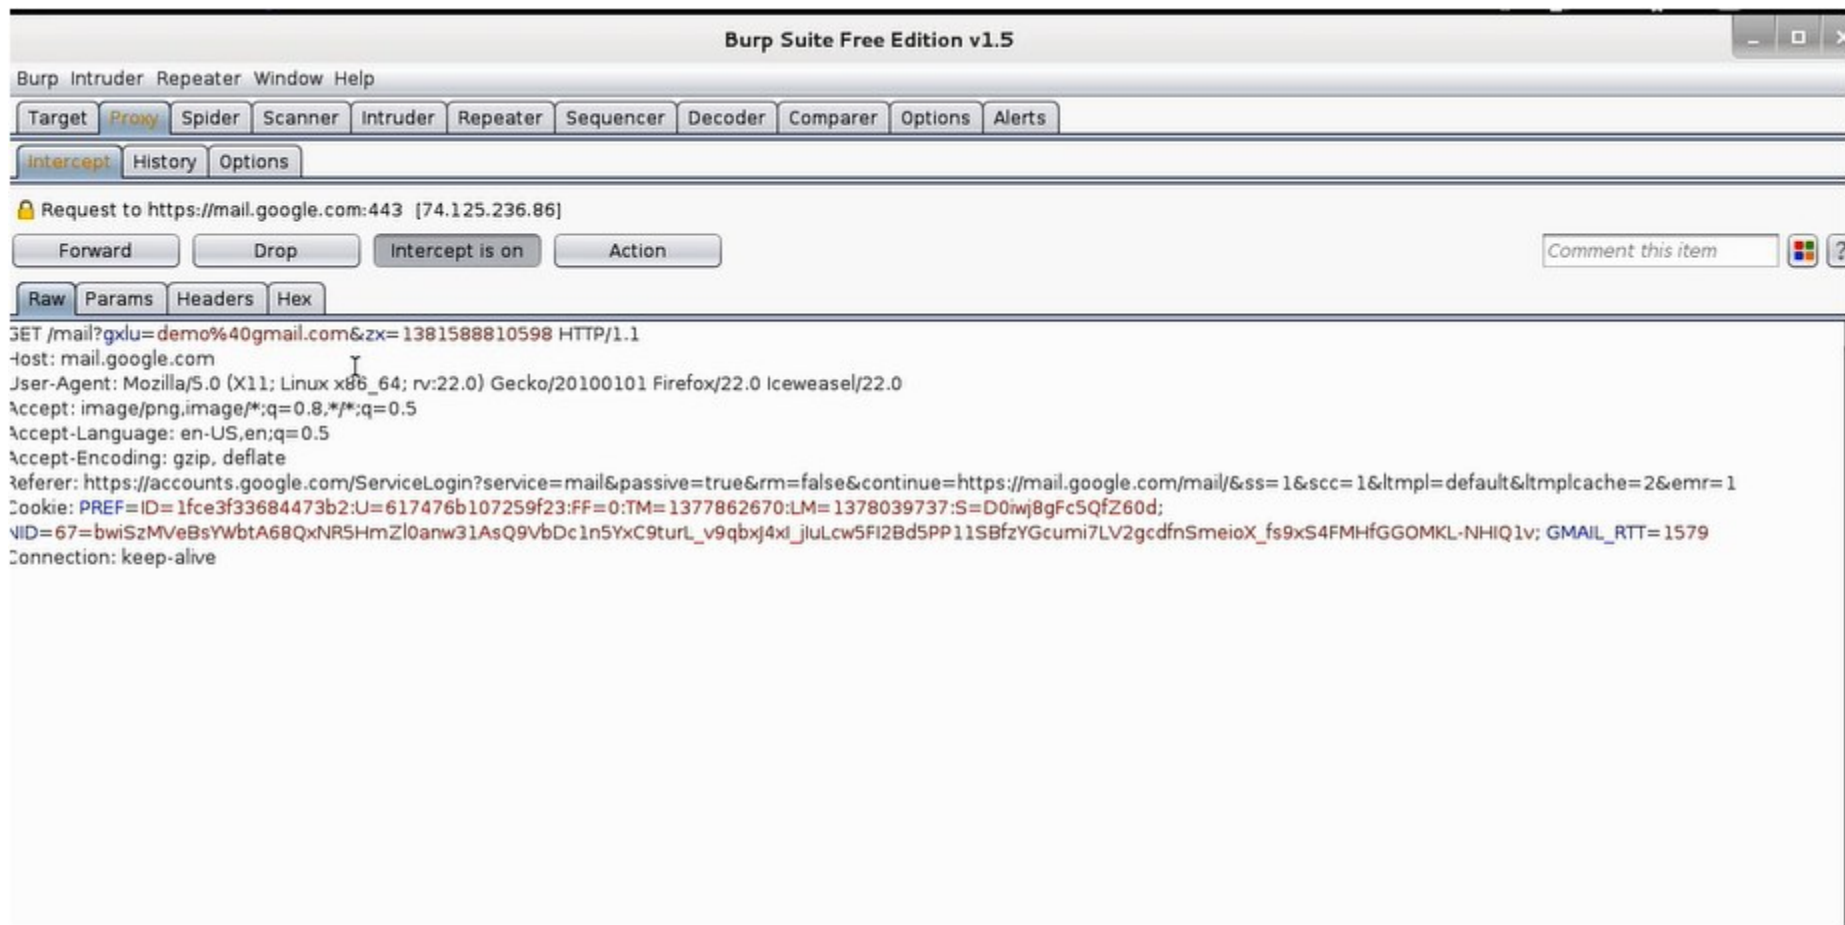 Burp Suite Free Edition v1.5
Burp Intruder Repeater Window Help
Target Proxy Spider Scanner Intruder Repeater Sequencer Decoder Comparer Options Alerts
Intercept History Options
Request to https://mail.google.com:443 [74.125.236.86]
Forward Drop Intercept is on Action Comment this item ?
Raw Params Headers Hex
GET /mail?gxlu=demo%40gmail.com&zx=1381588810598 HTTP/1.1
Host: mail.google.com
User-Agent: Mozilla/5.0 (X11; Linux x86_64; rv:22.0) Gecko/20100101 Firefox/22.0 Iceweasel/22.0
Accept: image/png,image/*;q=0.8,*/*;q=0.5
Accept-Language: en-US,en;q=0.5
Accept-Encoding: gzip, deflate
Referer: https://accounts.google.com/ServiceLogin?service=mail&passive=true&rm=false&continue=https://mail.google.com/mail/&ss=1&scc=1&ltmpl=default&ltmplcache=2&emr=1
Cookie: PREF=ID=1fce3f33684473b2:U=617476b107259f23:FF=0:TM=1377862670:LM=1378039737:S=D0iwj8gFc5QfZ60d;
NID=67=bwiSzMVeBsYWbtA68QxNR5HmZl0anw31AsQ9VbDc1n5YxC9turL_v9qbxJ4xI_jIuLcw5FI2Bd5PP11SBfzYGcumi7LV2gcdfnSmeioX_fs9xS4FMHfGGOMKL-NHIQ1v; GMAIL_RTT=1579
Connection: keep-alive